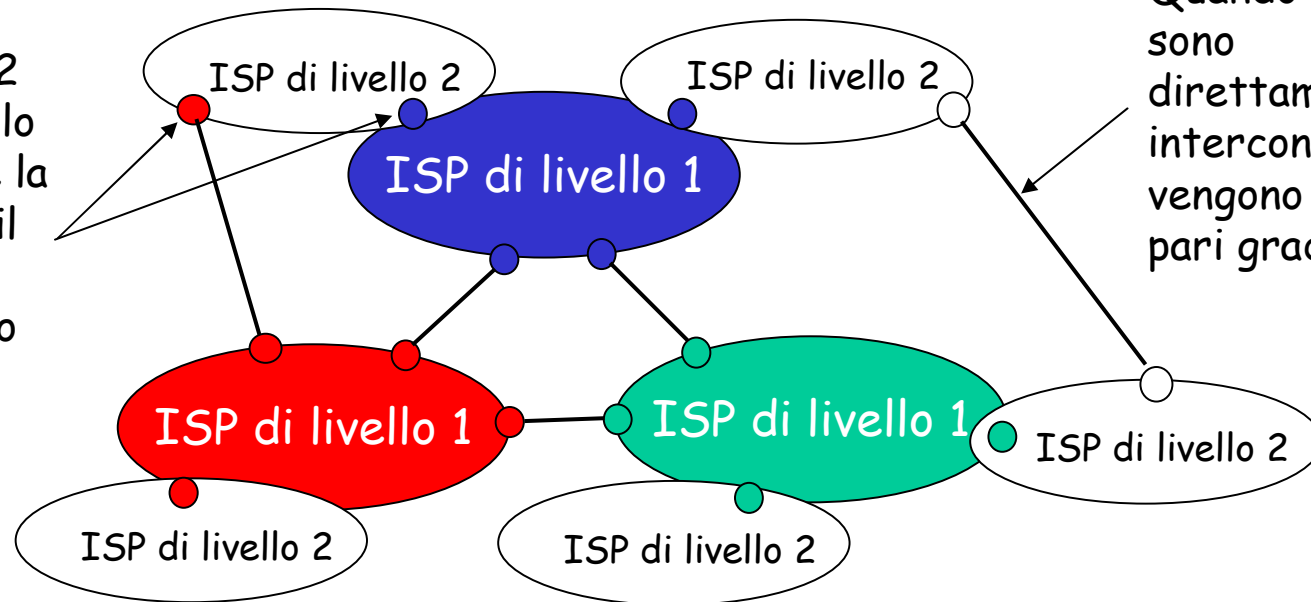 2
lo
la
il
o
ISP di livello 2
ISP di livello 2
Quando
sono
direttam
intercon
vengono
pari
ISP di livello 1
ISP di livello 1
ISP di livello 1
ISP di livello 2
ISP di livello 2
ISP di livello 2